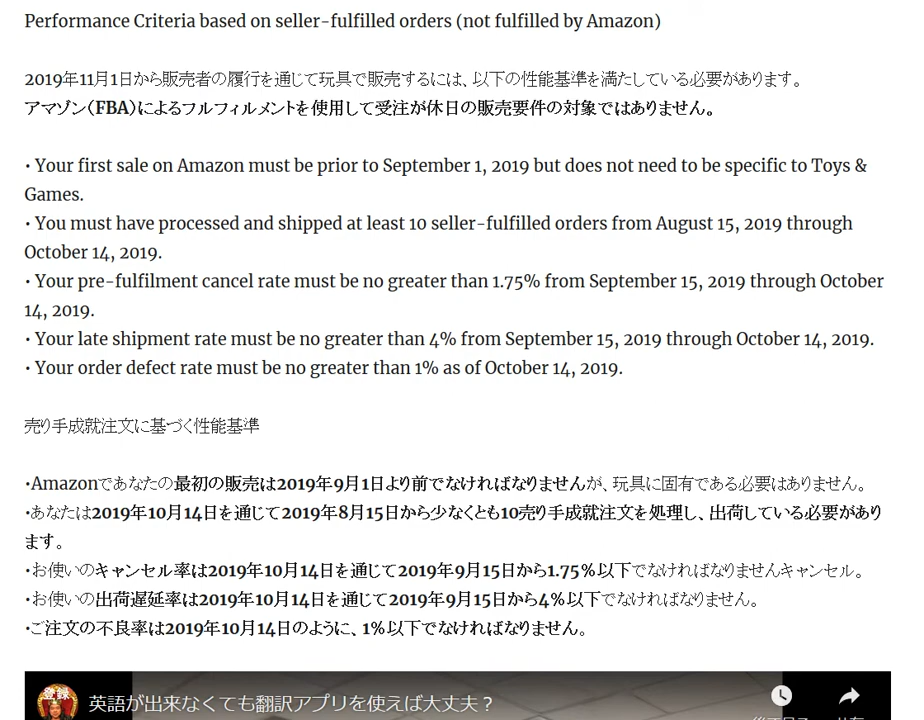 Performance Criteria based on seller-fulfilled orders (not fulfilled by Amazon)
2019年11月1日から販売者の履行を通じて玩具で販売するには、以下の性能基準を満たしている必要があります。
アマゾン（FBA）によるフルフィルメントを使用して受注が休日の販売要件の対象ではありません。
· Your first sale on Amazon must be prior to September 1, 2019 but does not need to be specific to Toys &
Games.
· You must have processed and shipped at least 10 seller-fulfilled orders from August 15, 2019 through
October 14, 2019.
· Your pre-fulfilment cancel rate must be no greater than 1.75% from September 15, 2019 through October
14, 2019.
· Your late shipment rate must be no greater than 4% from September 15, 2019 through October 14, 2019.
· Your order defect rate must be no greater than 1% as of October 14, 2019.
売り手成就注文に基づく性能基準
·Amazonであなたの最初の販売は2019年9月1日より前でなければなりませんが、玩具に固有である必要はありません。
·あなたは2019年10月14日を通じて2019年8月15日から少なくとも10売り手成就注文を処理し、出荷している必要があり
ます。
·お使いのキャンセル率は2019年10月14日を通じて2019年9月15日から1.75％以下でなければなりませんキャンセル。
·お使いの出荷遅延率は2019年10月14日を通じて2019年9月15日から4％以下でなければなりません。
·ご注文の不良率は2019年10月14日のように、1％以下でなければなりません。
登録
英語が出来なくても翻訳アプリを使えば大丈夫？